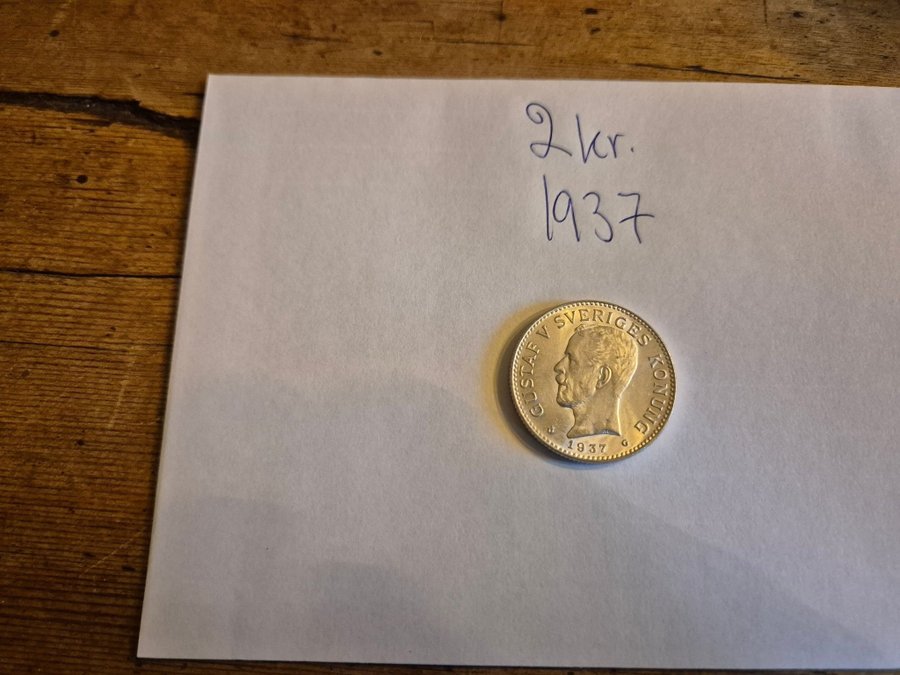 2kr.
1937
GUSTAF V SVERIGES KONUNG
1937 G